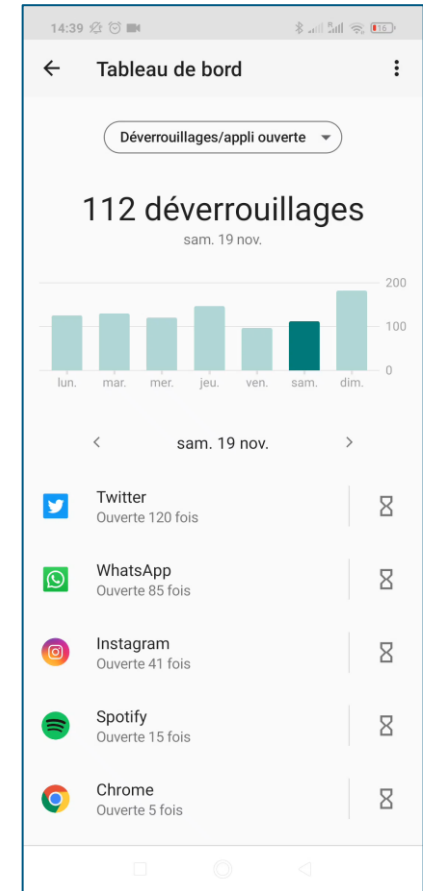 14:39
16
Tableau de bord
Déverrouillages/appli ouverte
112 déverrouillages
sam. 19 nov.
200
100
0
lun. mar. mer. jeu. ven. sam. dim.
sam. 19 nov.
Twitter
Ouverte 120 fois
WhatsApp
Ouverte 85 fois
Instagram
Ouverte 41 fois
Spotify
Ouverte 15 fois
Chrome
Ouverte 5 fois